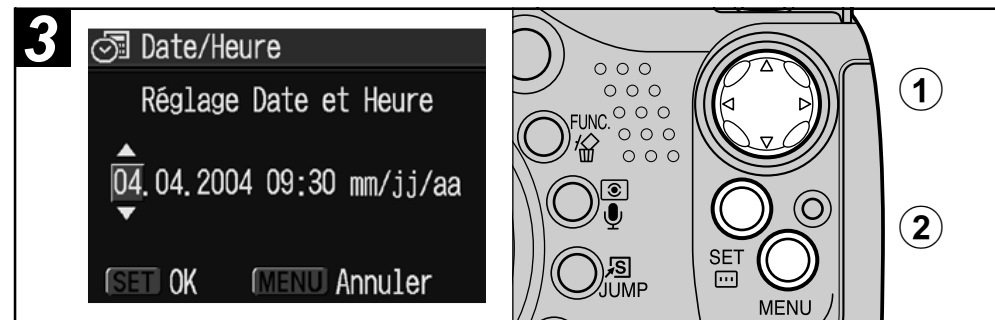 3
Date/Heure
Réglage Date et Heure
04.04.2004 09:30 mm/jj/aa
SET OK MENU Annuler
FUNC.
S
JUMP
SET
MENU
1
2